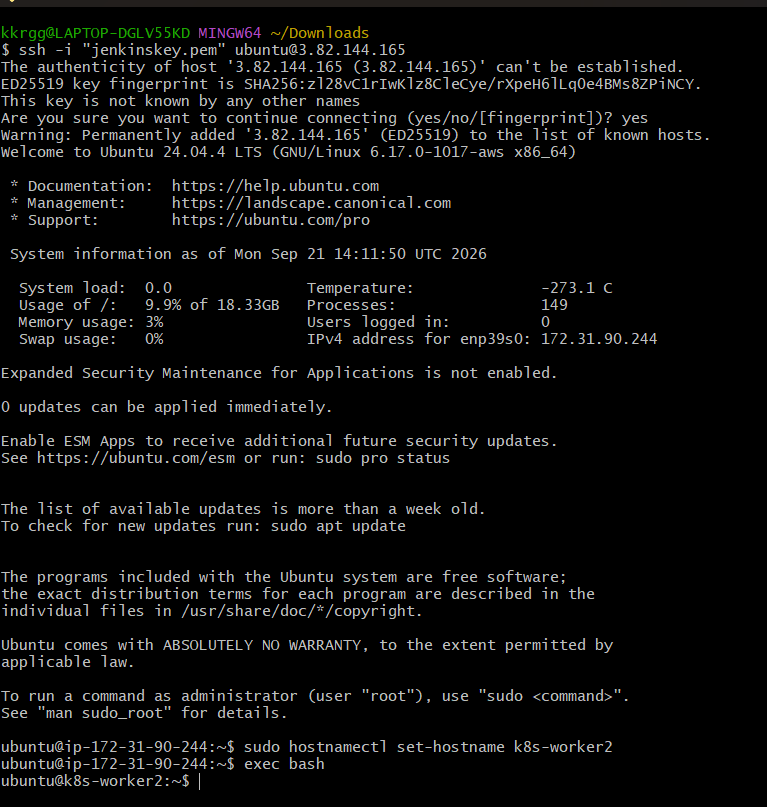 kkrgg@LAPTOP-DGLV55KD MINGW64 ~/Downloads
$ ssh -i "jenkinskey.pem" ubuntu@3.82.144.165
The authenticity of host '3.82.144.165 (3.82.144.165)' can't be established.
ED25519 key fingerprint is SHA256:zl28vC1rIwKlz8CleCye/rXpeH6lLqOe4BMs8ZPiNCY.
This key is not known by any other names
Are you sure you want to continue connecting (yes/no/[fingerprint])? yes
Warning: Permanently added '3.82.144.165' (ED25519) to the list of known hosts.
Welcome to Ubuntu 24.04.4 LTS (GNU/Linux 6.17.0-1017-aws x86_64)
* Documentation:  https://help.ubuntu.com
* Management:     https://landscape.canonical.com
* Support:        https://ubuntu.com/pro
System information as of Mon Sep 21 14:11:50 UTC 2026
System load:  0.0                Temperature:              -273.1 C
Usage of /:   9.9% of 18.33GB   Processes:                149
Memory usage: 3%                 Users logged in:          0
Swap usage:   0%                 IPv4 address for enp39s0: 172.31.90.244
Expanded Security Maintenance for Applications is not enabled.
0 updates can be applied immediately.
Enable ESM Apps to receive additional future security updates.
See https://ubuntu.com/esm or run: sudo pro status
The list of available updates is more than a week old.
To check for new updates run: sudo apt update
The programs included with the Ubuntu system are free software;
the exact distribution terms for each program are described in the
individual files in /usr/share/doc/*/copyright.
Ubuntu comes with ABSOLUTELY NO WARRANTY, to the extent permitted by
applicable law.
To run a command as administrator (user "root"), use "sudo <command>".
See "man sudo_root" for details.
ubuntu@ip-172-31-90-244:~$ sudo hostnamectl set-hostname k8s-worker2
ubuntu@ip-172-31-90-244:~$ exec bash
ubuntu@k8s-worker2:~$